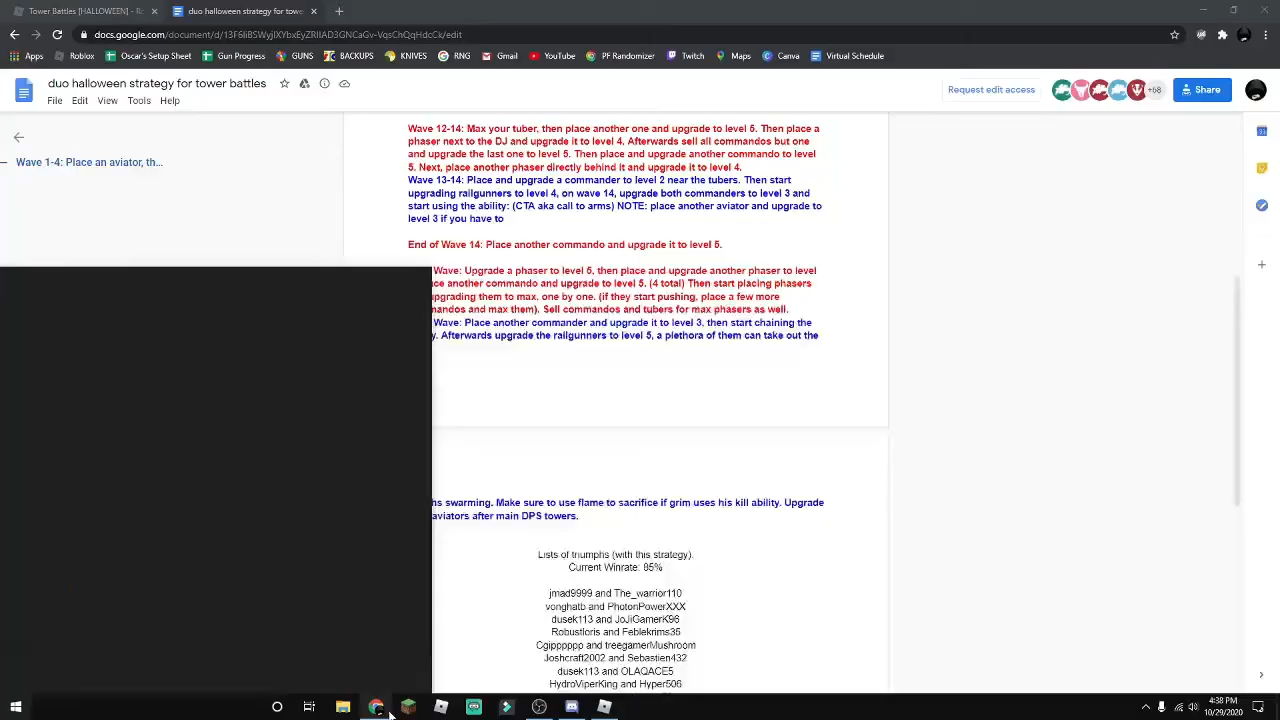 Tower Battles [HALLOWEEN] - R
duo halloween strategy for towe
docs.google.com/document/d/13F6liBSWyjIXYbxEyZRIIAD3GNCaGv-VqsChQqHdcCk/edit
Apps Roblox Oscar's Setup Sheet Gun Progress GUNS BACKUPS KNIVES RNG Gmail YouTube PF Randomizer Twitch Maps Canva Virtual Schedule
duo halloween strategy for tower battles
File Edit View Tools Help
Request edit access
+68
Share
Wave 1-4: Place an aviator, th...
Wave 12-14: Max your tuber, then place another one and upgrade to level 5. Then place a
phaser next to the DJ and upgrade it to level 4. Afterwards sell all commandos but one
and upgrade the last one to level 5. Then place and upgrade another commando to level
5. Next, place another phaser directly behind it and upgrade it to level 4.
Wave 13-14: Place and upgrade a commander to level 2 near the tubers. Then start
upgrading railgunners to level 4, on wave 14, upgrade both commanders to level 3 and
start using the ability: (CTA aka call to arms) NOTE: place another aviator and upgrade to
level 3 if you have to
End of Wave 14: Place another commando and upgrade it to level 5.
Wave: Upgrade a phaser to level 5, then place and upgrade another phaser to level
ce another commando and upgrade to level 5. (4 total) Then start placing phasers
upgrading them to max, one by one. (if they start pushing, place a few more
mandos and max them). Sell commandos and tubers for max phasers as well.
Wave: Place another commander and upgrade it to level 3, then start chaining the
y. Afterwards upgrade the railgunners to level 5, a plethora of them can take out the
hs swarming. Make sure to use flame to sacrifice if grim uses his kill ability. Upgrade
aviators after main DPS towers.
Lists of triumphs (with this strategy).
Current Winrate: 85%
jmad9999 and The_warrior110
vonghatb and PhotonPowerXXX
dusek113 and JoJiGamerK96
Robustloris and Feblekrims35
Cgipppppp and treegamerMushroom
Joshcraft2002 and Sebastien432
dusek113 and OLAQACE5
HydroViperKing and Hyper506
4:38 PM
10/29/2020